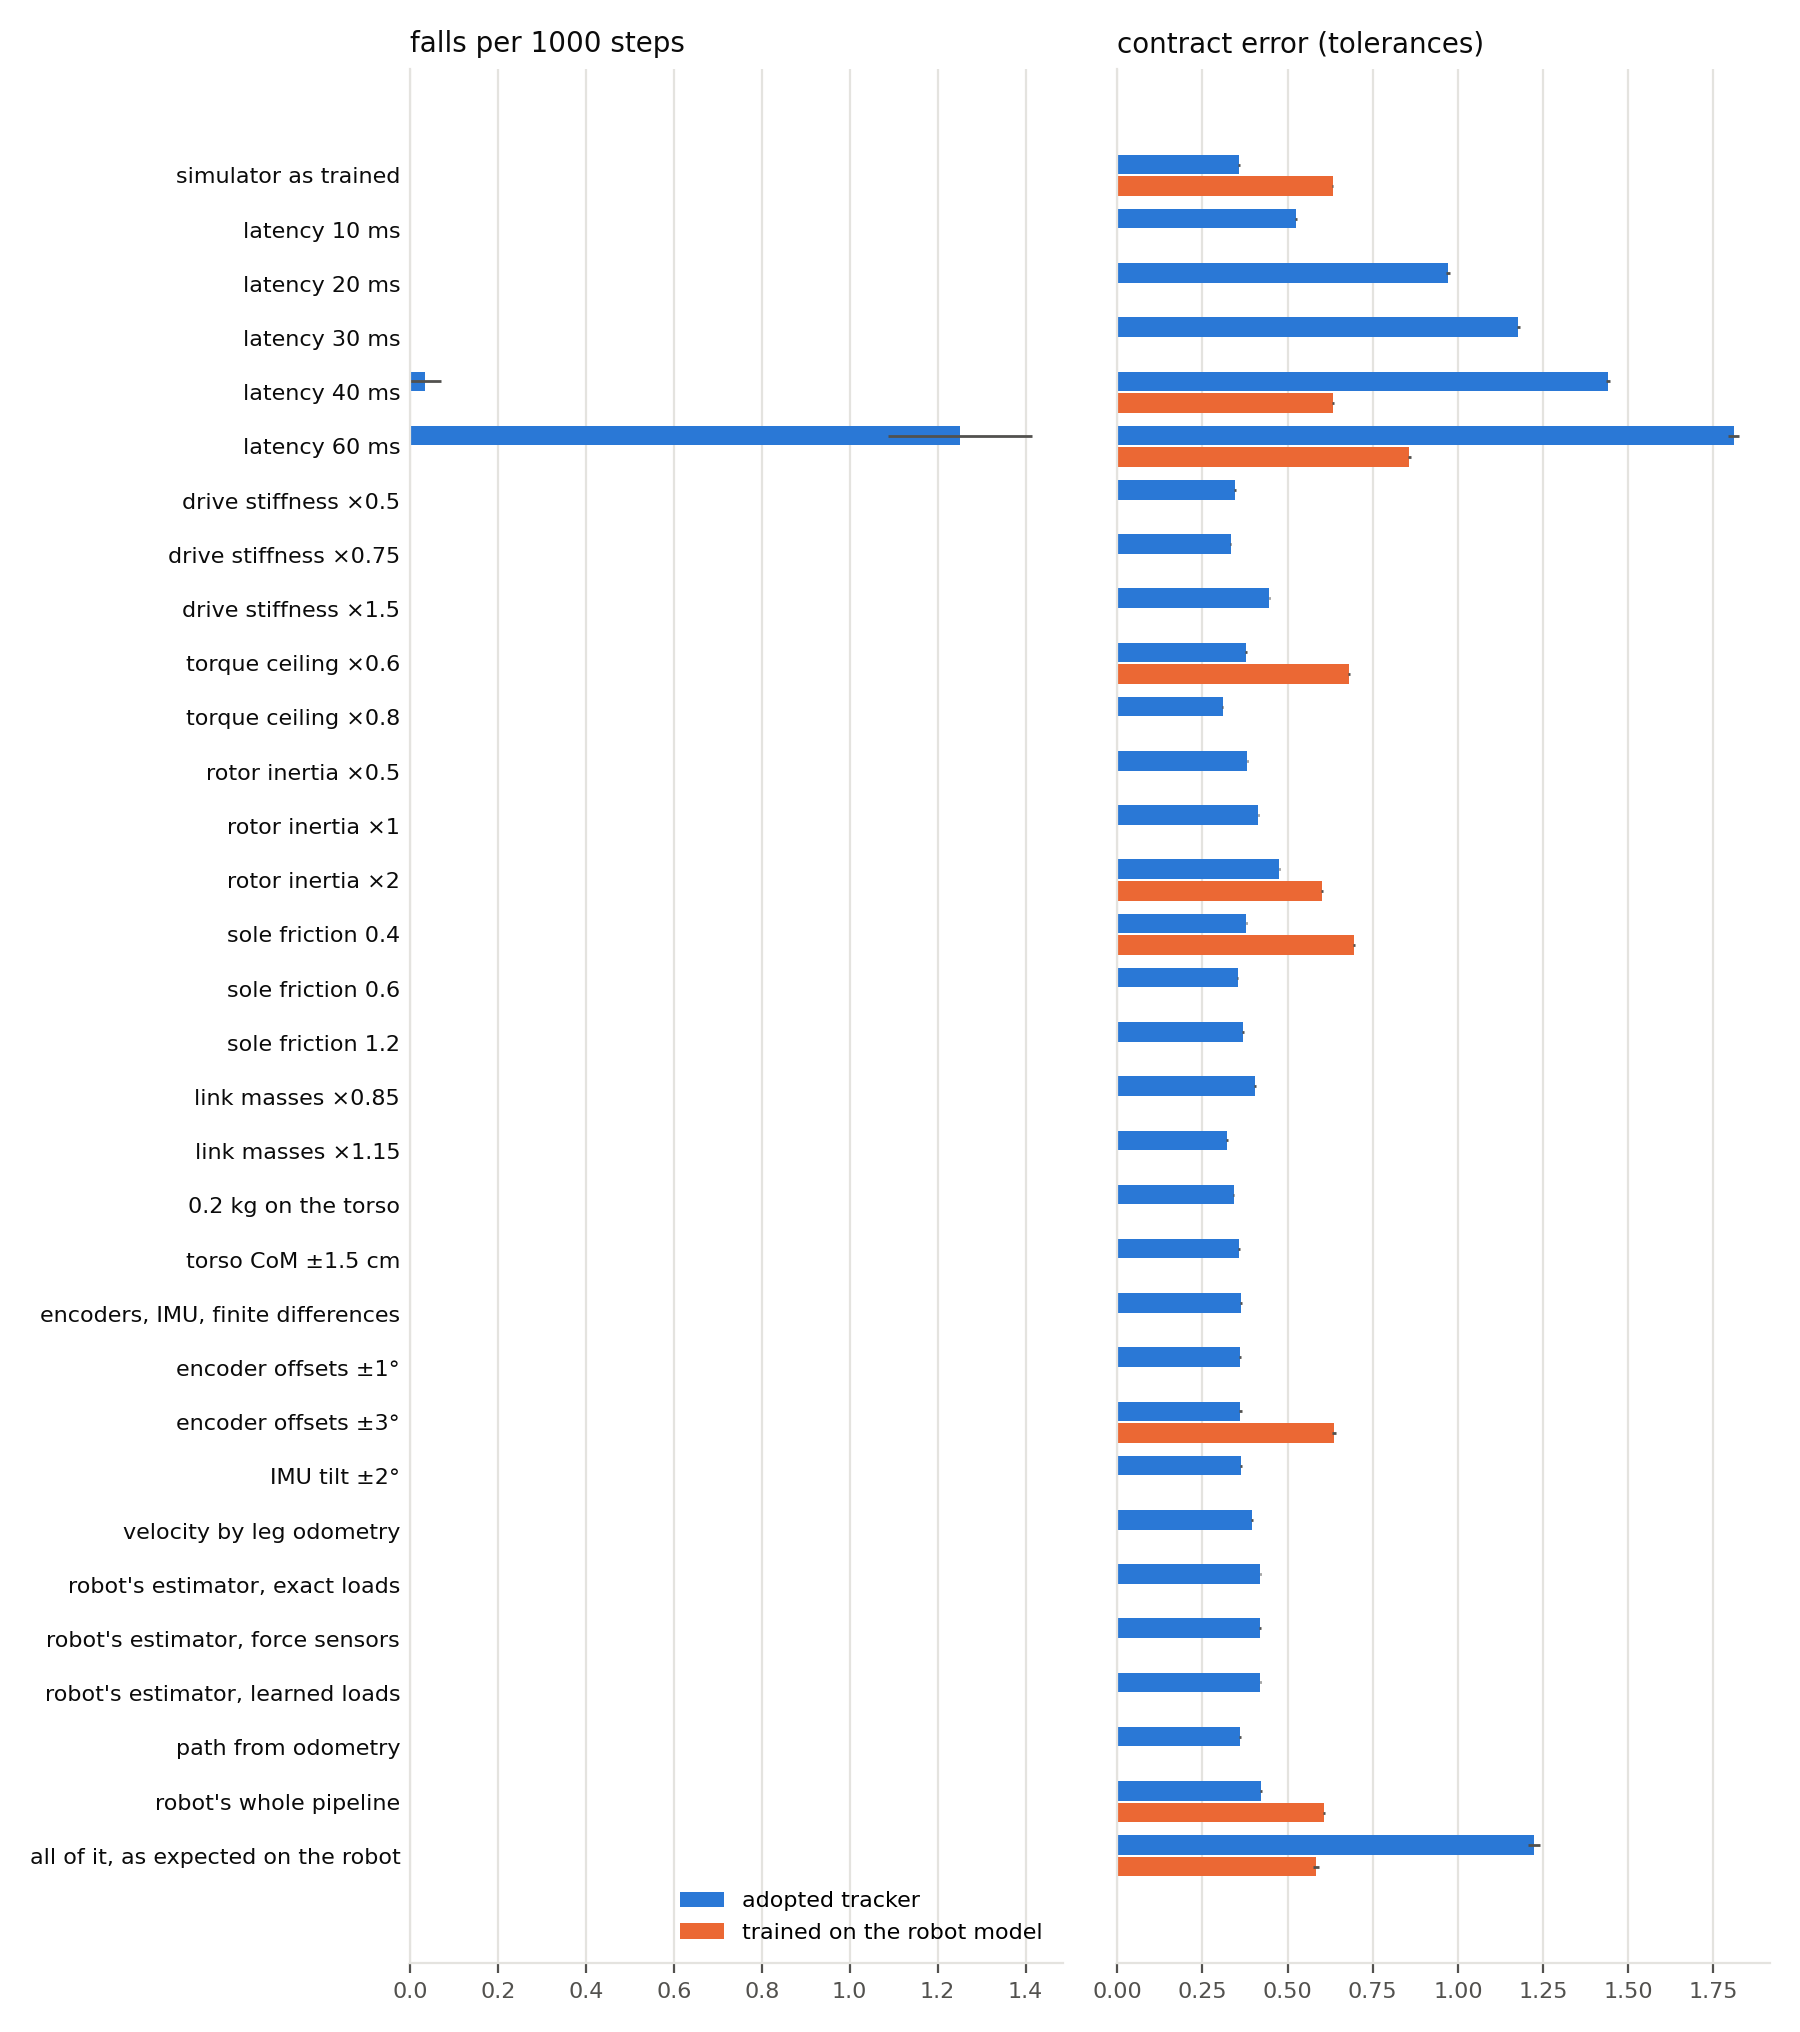 falls per 1000 steps
contract error (tolerances)
simulator as trained
latency 10 ms
latency 20 ms
latency 30 ms
latency 40 ms
latency 60 ms
drive stiffness ×0.5
drive stiffness ×0.75
drive stiffness ×1.5
torque ceiling ×0.6
torque ceiling ×0.8
rotor inertia ×0.5
rotor inertia ×1
rotor inertia ×2
sole friction 0.4
sole friction 0.6
sole friction 1.2
link masses ×0.85
link masses ×1.15
0.2 kg on the torso
torso CoM ±1.5 cm
encoders, IMU, finite differences
encoder offsets ±1°
encoder offsets ±3°
IMU tilt ±2°
velocity by leg odometry
robot's estimator, exact loads
robot's estimator, force sensors
robot's estimator, learned loads
path from odometry
robot's whole pipeline
all of it, as expected on the robot
adopted tracker
trained on the robot model
0.0 0.2 0.4 0.6 0.8 1.0 1.2 1.4
0.00 0.25 0.50 0.75 1.00 1.25 1.50 1.75